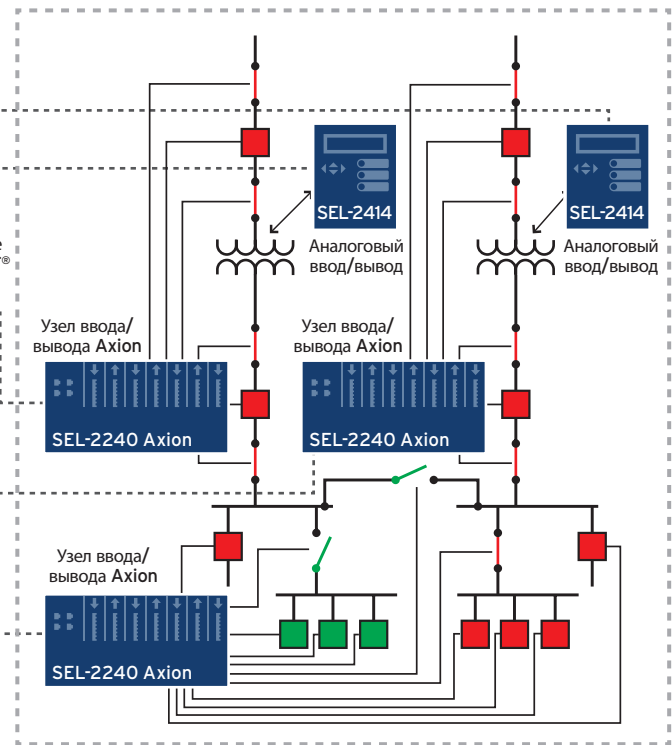 SEL-2414
SEL-2414
Аналоговый
ввод/вывод
Аналоговый
ввод/вывод
Узел ввода/
вывода Axion
Узел ввода/
вывода Axion
SEL-2240 Axion
SEL-2240 Axion
Узел ввода/
вывода Axion
SEL-2240 Axion